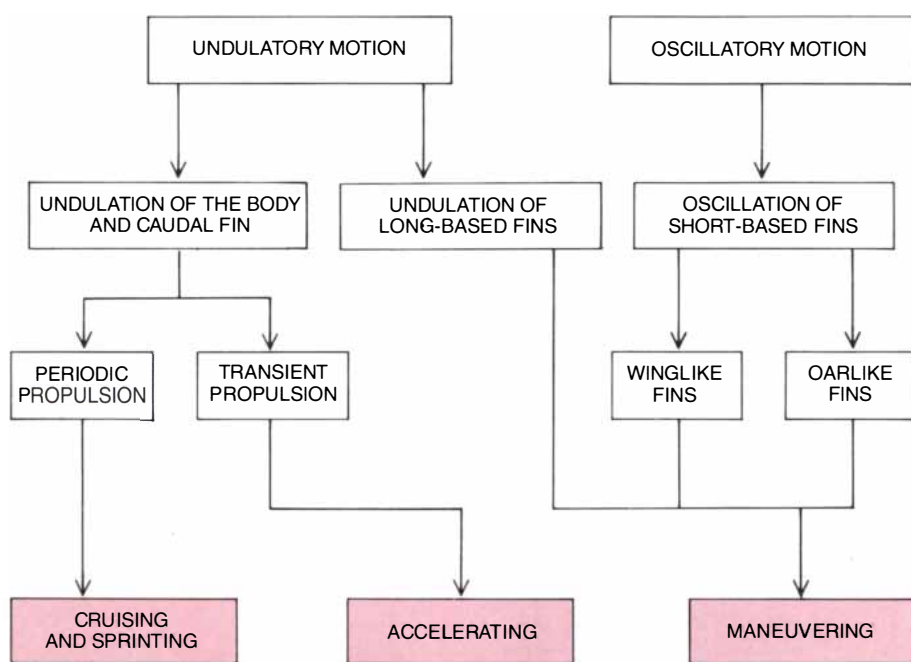 UNDULATORY MOTION
OSCILLATORY MOTION
UNDULATION OF THE BODY
AND CAUDAL FIN
UNDULATION OF
LONG-BASED FINS
OSCILLATION OF
SHORT-BASED FINS
PERIODIC
PROPULSION
TRANSIENT
PROPULSION
WINGLIKE
FINS
OARLIKE
FINS
CRUISING
AND SPRINTING
ACCELERATING
MANEUVERING